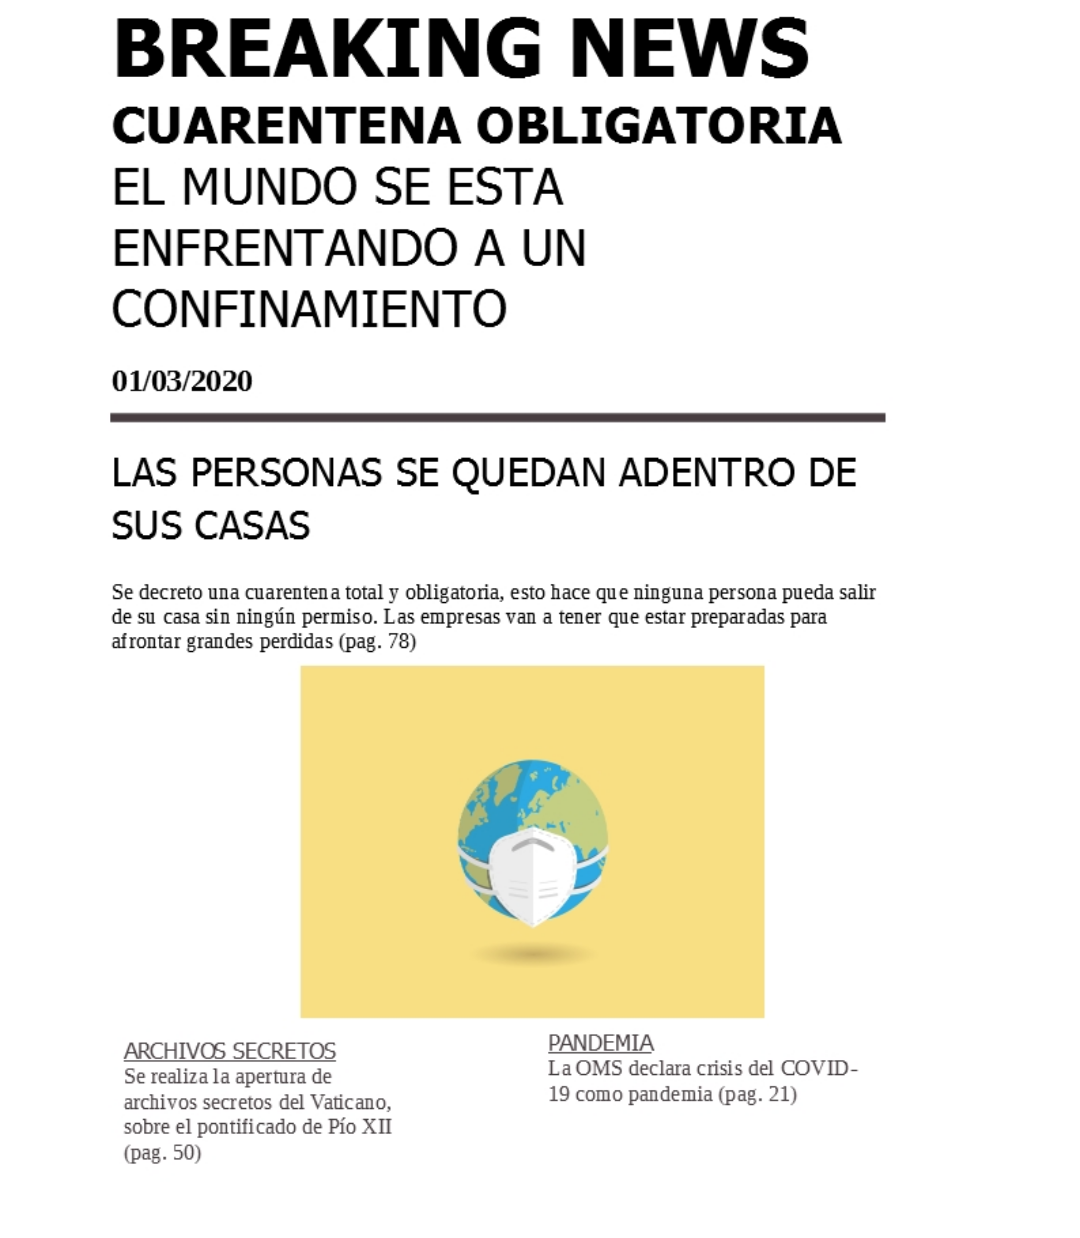 BREAKING NEWS
CUARENTENA OBLIGATORIA
EL MUNDO SE ESTA
ENFRENTANDO A UN
CONFINAMIENTO
01/03/2020
LAS PERSONAS SE QUEDAN ADENTRO DE
SUS CASAS
Se decreto una cuarentena total y obligatoria, esto hace que ninguna persona pueda salir
de su casa sin ningún permiso. Las empresas van a tener que estar preparadas para
afrontar grandes perdidas (pag. 78)
ARCHIVOS SECRETOS
Se realiza la apertura de
archivos secretos del Vaticano,
sobre el pontificado de Pío XII
(pag. 50)
PANDEMIA
La OMS declara crisis del COVID-
19 como pandemia (pag. 21)